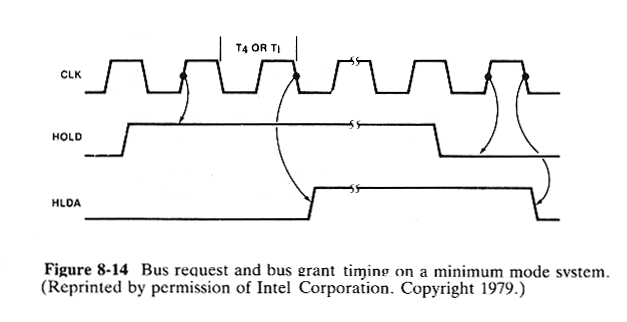 T4 OR TI
CLK
HOLD
HLDA
Figure 8-14 Bus request and bus grant timing on a minimum mode system.
(Reprinted by permission of Intel Corporation. Copyright 1979.)